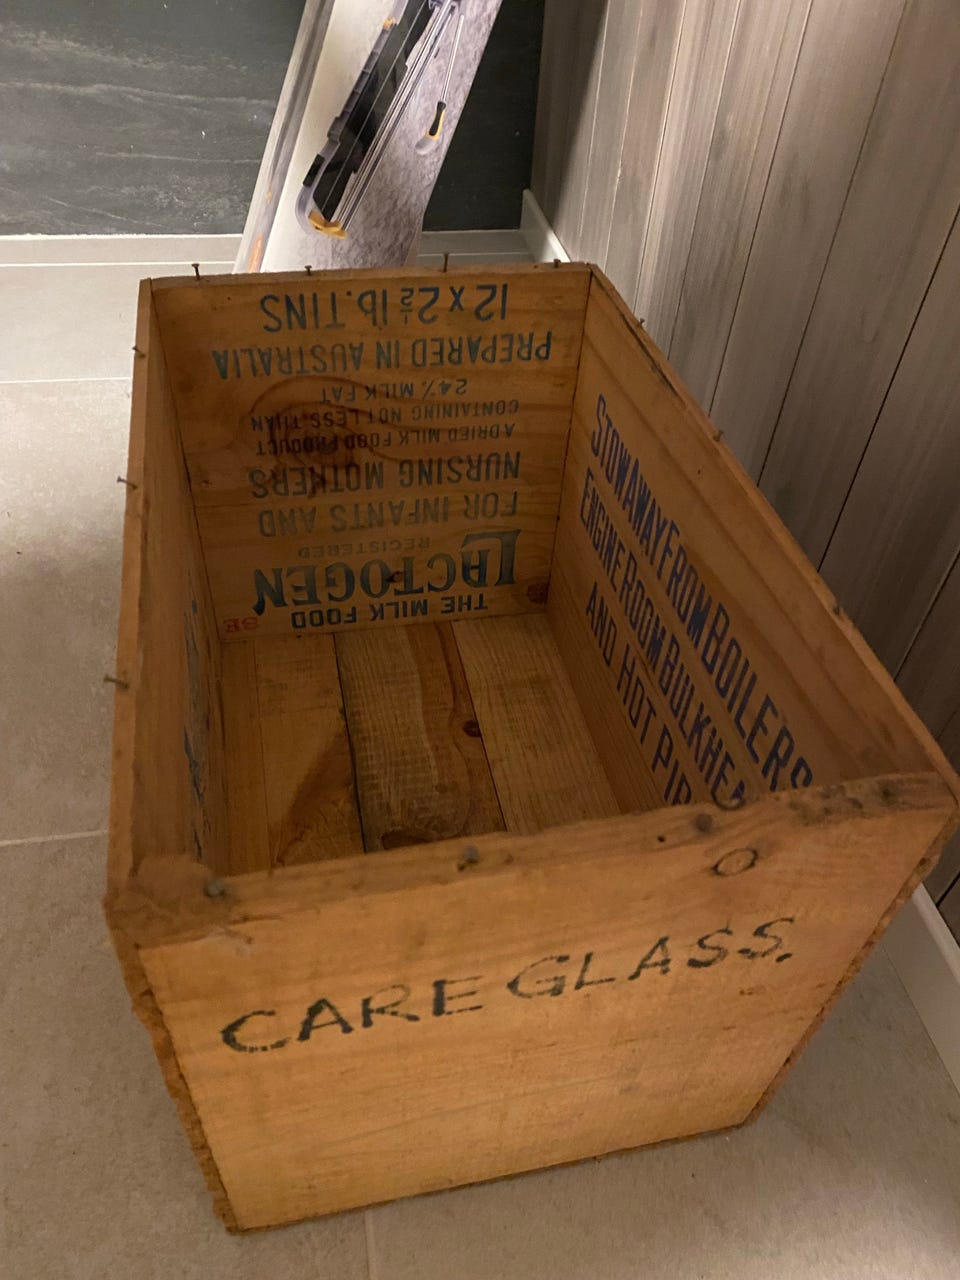 THE MILK FOOD
LACTOGEN
REGISTERED
FOR INFANTS AND
NURSING MOTHERS
A DRIED MILK FOOD PRODUCT
CONTAINING NOT LESS THAN
24% MILK FAT
PREPARED IN AUSTRALIA
12 x 2½ lb. TINS
SE
STOW AWAY FROM BOILERS
ENGINE ROOM BULKHEA
AND HOT PIP
CARE GLASS.